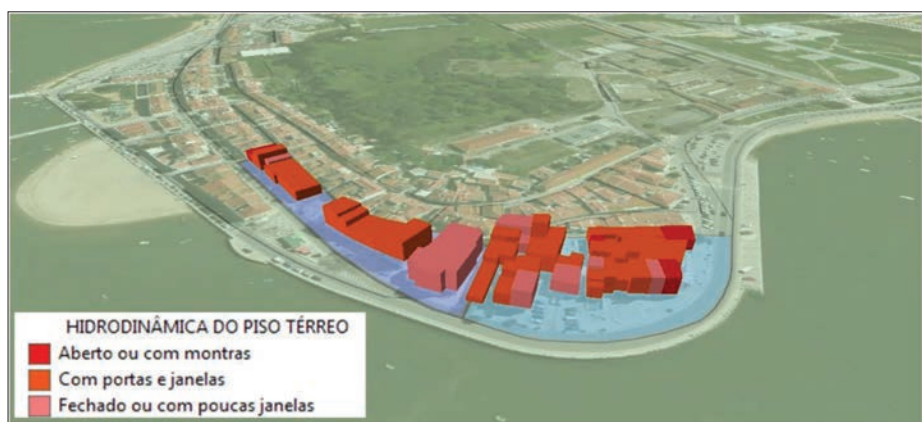 HIDRODINÂMICA DO PISO TÉRREO
Aberto ou com montras
Com portas e janelas
Fechado ou com poucas janelas